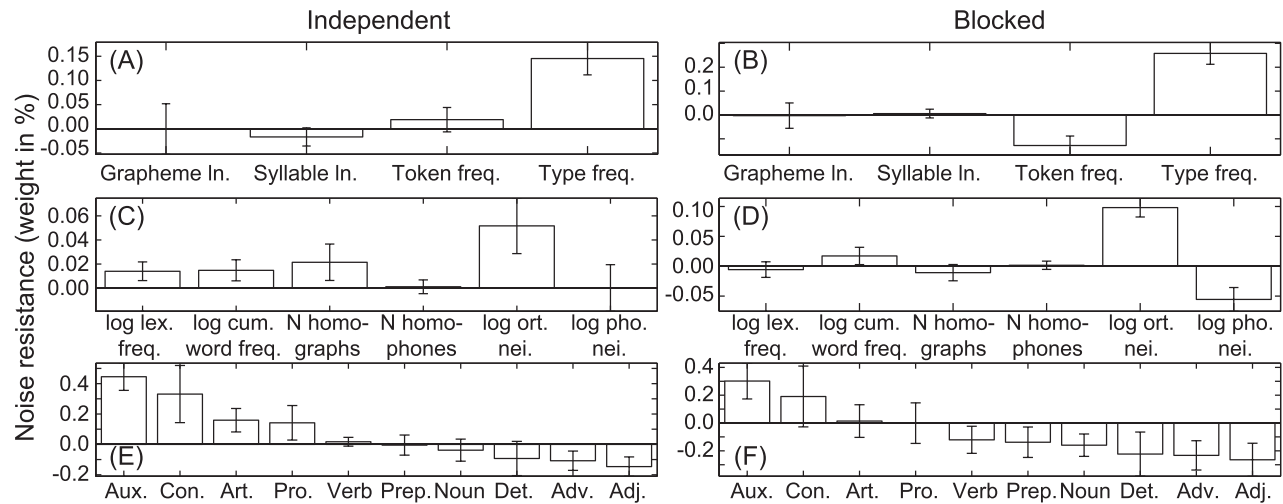 Independent
Blocked
Noise resistance (weight in %)
(A)
0.15
0.10
0.05
0.00
-0.05
Grapheme ln. Syllable ln. Token freq. Type freq.
(B)
0.2
0.1
0.0
Grapheme ln. Syllable ln. Token freq. Type freq.
(C)
0.06
0.04
0.02
0.00
log lex. log cum. N homo- N homo- log ort. log pho.
freq. word freq. graphs phones nei. nei.
(D)
0.10
0.05
0.00
-0.05
log lex. log cum. N homo- N homo- log ort. log pho.
freq. word freq. graphs phones nei. nei.
0.4
0.2
0.0
-0.2
(E)
Aux. Con. Art. Pro. Verb Prep. Noun Det. Adv. Adj.
0.4
0.2
0.0
-0.2
(F)
Aux. Con. Art. Pro. Verb Prep. Noun Det. Adv. Adj.